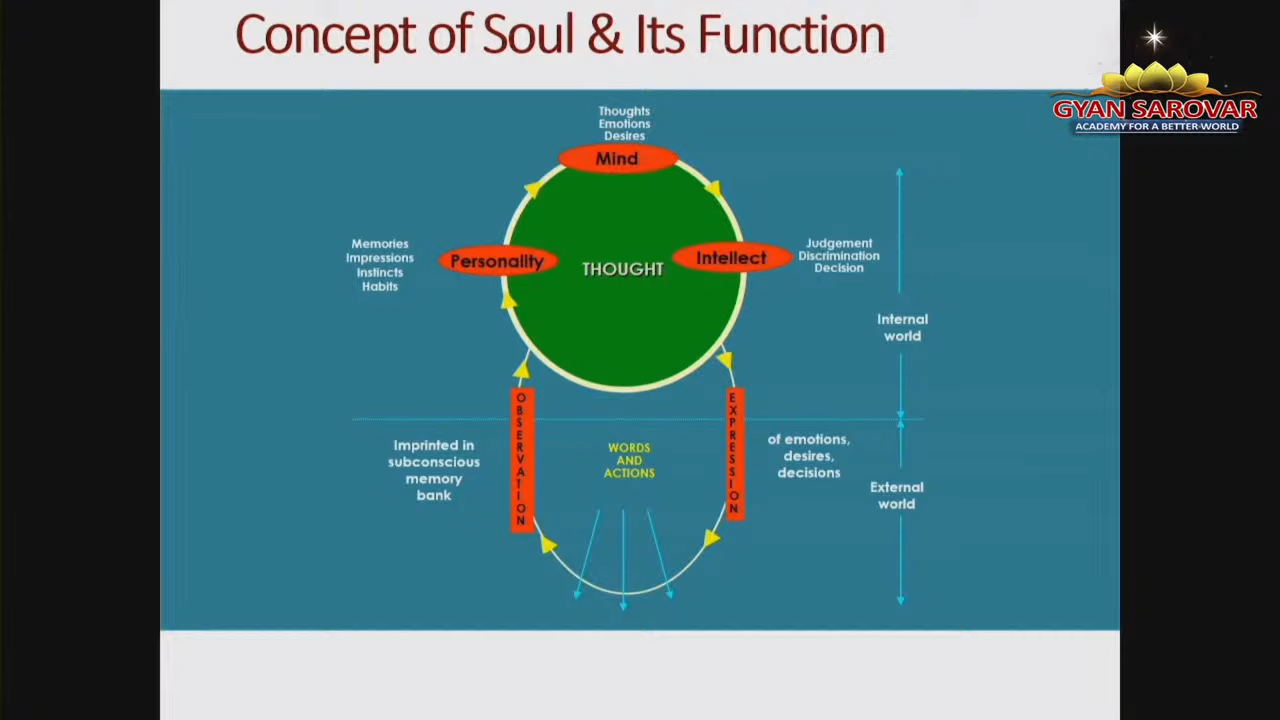 Concept of Soul & Its Function
GYAN SAROVAR
ACADEMY FOR A BETTER-WORLD
Thoughts
Emotions
Desires
Mind
Memories
Impressions
Instincts
Habits
Personality
THOUGHT
Intellect
Judgement
Discrimination
Decision
Internal
world
OBSERVATION
EXPRESSION
Imprinted in
subconscious
memory
bank
WORDS
AND
ACTIONS
of emotions,
desires,
decisions
External
world